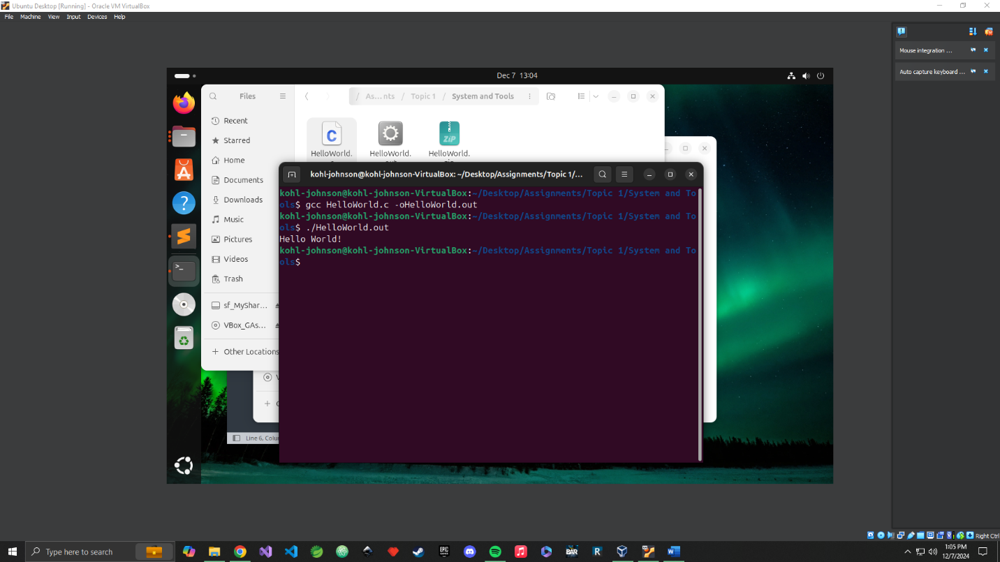 Ubuntu Desktop [Running] - Oracle VM VirtualBox
File Machine View Input Devices Help
Mouse integration ...
Auto capture keyboard ...
Dec 7 13:04
Files
/ As...nts / Topic 1 / System and Tools
Recent
Starred
Home
Documents
Downloads
Music
Pictures
Videos
Trash
sf_MyShar...
VBox_GAs...
+ Other Locations
C
HelloWorld.
HelloWorld.
ZIP
HelloWorld.
kohl-johnson@kohl-johnson-VirtualBox: ~/Desktop/Assignments/Topic 1/...
kohl-johnson@kohl-johnson-VirtualBox:~/Desktop/Assignments/Topic 1/System and To
ols$ gcc HelloWorld.c -oHelloWorld.out
kohl-johnson@kohl-johnson-VirtualBox:~/Desktop/Assignments/Topic 1/System and To
ols$ ./HelloWorld.out
Hello World!
kohl-johnson@kohl-johnson-VirtualBox:~/Desktop/Assignments/Topic 1/System and To
ols$
Line 6, Colu
Right Ctrl
Type here to search
EPIC GAMES
BAR
R
1:05 PM
12/7/2024